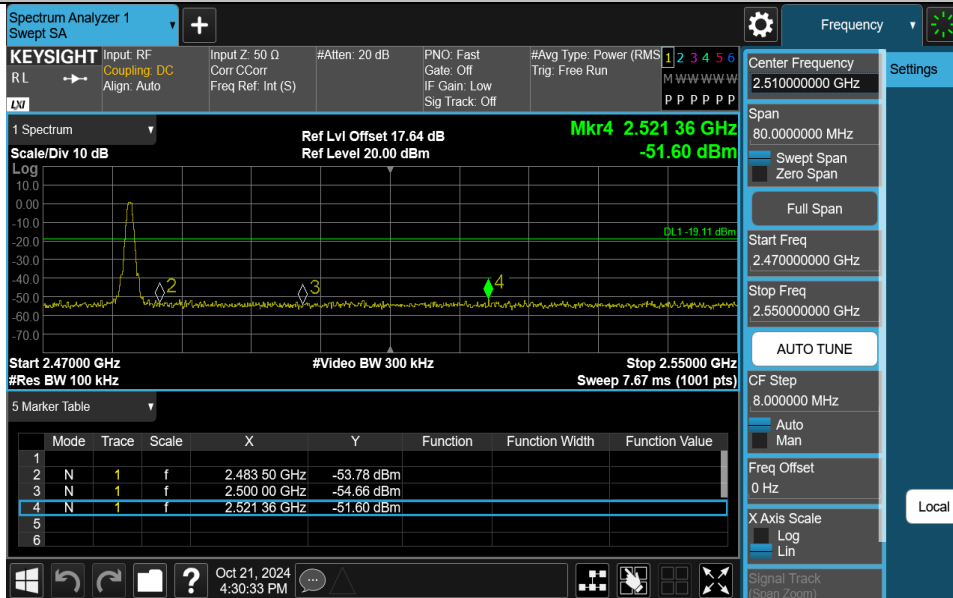 Spectrum Analyzer 1
Swept SA
Frequency
KEYSIGHT
R L
LXI
Input: RF
Coupling: DC
Align: Auto
Input Z: 50 Ω
Corr CCorr
Freq Ref: Int (S)
#Atten: 20 dB
PNO: Fast
Gate: Off
IF Gain: Low
Sig Track: Off
#Avg Type: Power (RMS
Trig: Free Run
1 2 3 4 5 6
M W W W W W
P P P P P P
1 Spectrum
Scale/Div 10 dB
Ref Lvl Offset 17.64 dB
Ref Level 20.00 dBm
Mkr4 2.521 36 GHz
-51.60 dBm
Log
10.0
0.00
-10.0
-20.0
-30.0
-40.0
-50.0
-60.0
-70.0
DL1 -19.11 dBm
2
3
4
Start 2.47000 GHz
#Video BW 300 kHz
Stop 2.55000 GHz
#Res BW 100 kHz
Sweep 7.67 ms (1001 pts)
5 Marker Table
Mode Trace Scale X Y Function Function Width Function Value
1
2 N 1 f 2.483 50 GHz -53.78 dBm
3 N 1 f 2.500 00 GHz -54.66 dBm
4 N 1 f 2.521 36 GHz -51.60 dBm
5
6
Oct 21, 2024
4:30:33 PM
Center Frequency
2.510000000 GHz
Settings
Span
80.0000000 MHz
Swept Span
Zero Span
Full Span
Start Freq
2.470000000 GHz
Stop Freq
2.550000000 GHz
AUTO TUNE
CF Step
8.000000 MHz
Auto
Man
Freq Offset
0 Hz
Local
X Axis Scale
Log
Lin
Signal Track
(Span Zoom)